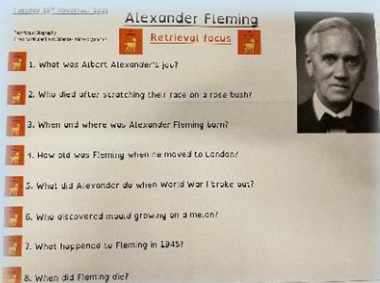 Tuesday 16th November 2021
Alexander Fleming
Retrieval focus
1. What was Albert Alexander's job?
2. Who died after scratching their face on a rose bush?
3. When and where was Alexander Fleming born?
4. How old was Fleming when he moved to London?
5. What did Alexander do when World War I broke out?
6. Who discovered mould growing on a melon?
7. What happened to Fleming in 1945?
8. When did Fleming die?